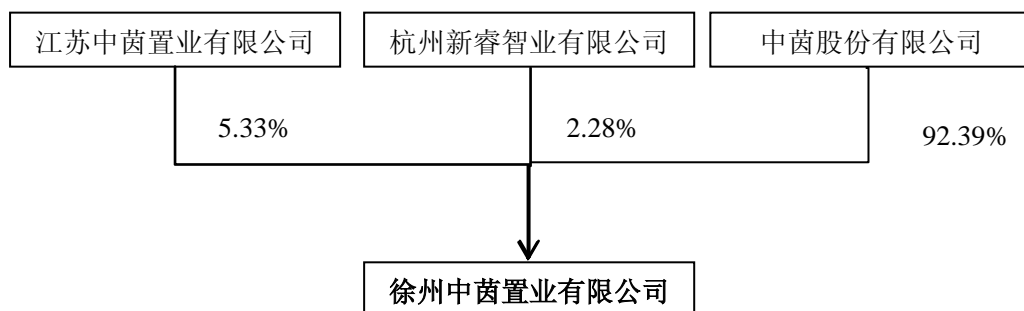 江苏中茵置业有限公司
杭州新睿智业有限公司
中茵股份有限公司
5.33%
2.28%
92.39%
徐州中茵置业有限公司